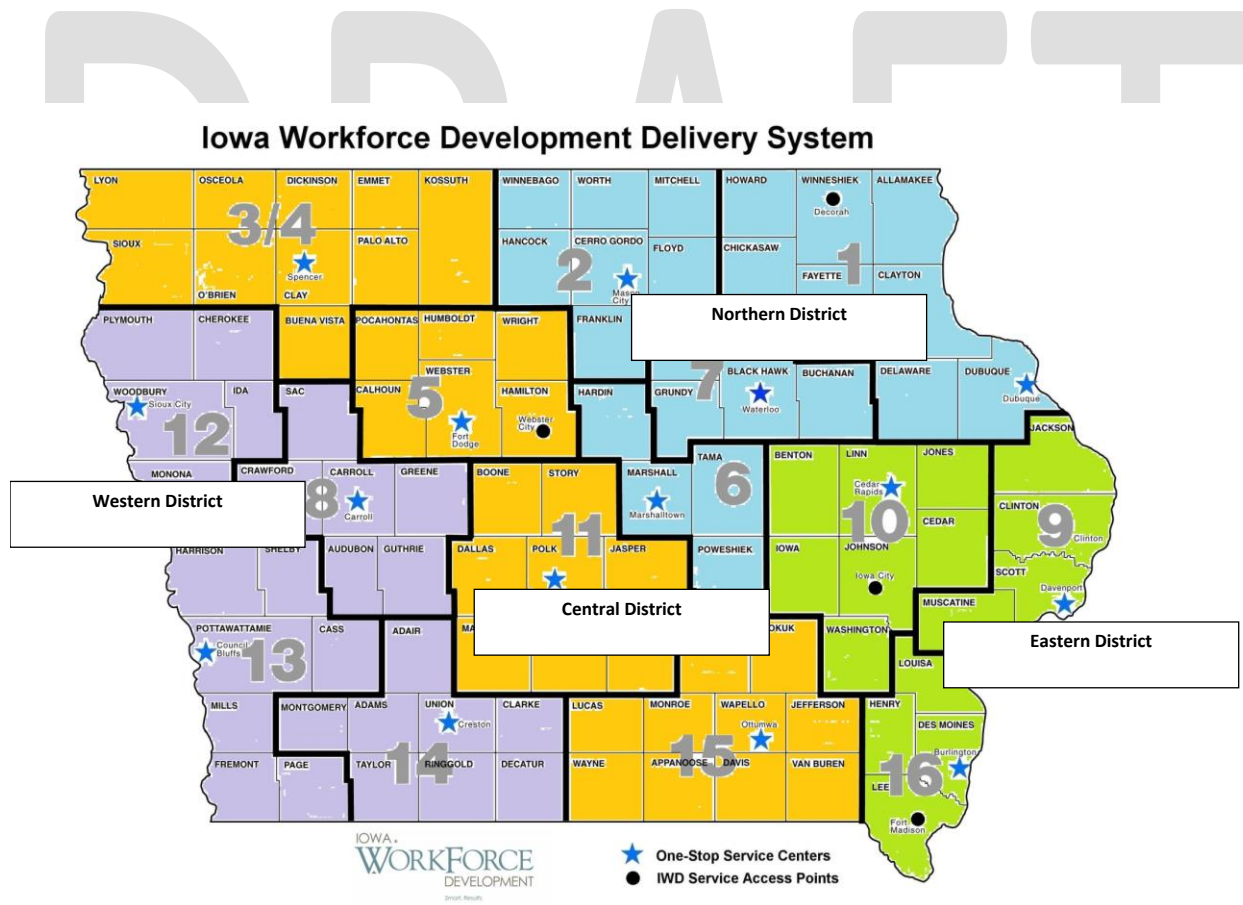 DRAFT
Iowa Workforce Development Delivery System
LYON
OSCEOLA
DICKINSON
EMMET
KOSSUTH
WINNEBAGO
WORTH
MITCHELL
HOWARD
WINNESHIEK
ALLAMAKEE
Decorah
3/4
SIOUX
PALO ALTO
HANCOCK
CERRO GORDO
FLOYD
CHICKASAW
2
1
Spencer
Mason
City
FAYETTE
CLAYTON
O'BRIEN
CLAY
Northern District
PLYMOUTH
CHEROKEE
BUENA VISTA
POCAHONTAS
HUMBOLDT
WRIGHT
FRANKLIN
WEBSTER
7
BLACK HAWK
BUCHANAN
DELAWARE
DUBUQUE
WOODBURY
Sioux City
IDA
SAC
CALHOUN
5
HAMILTON
HARDIN
GRUNDY
Waterloo
Dubuque
12
Fort
Dodge
Webster
City
JACKSON
MONONA
CRAWFORD
CARROLL
GREENE
BOONE
STORY
MARSHALL
TAMA
BENTON
LINN
JONES
Western District
8
Carroll
Marshalltown
6
Cedar
Rapids
CLINTON
10
CEDAR
9
Clinton
HARRISON
SHELBY
AUDUBON
GUTHRIE
DALLAS
POLK
11
JASPER
POWESHIEK
IOWA
JOHNSON
SCOTT
Iowa City
Davenport
Central District
MUSCATINE
POTTAWATTAMIE
CASS
ADAIR
WASHINGTON
Eastern District
Council
Bluffs
13
LOUISA
MILLS
MONTGOMERY
ADAMS
UNION
Creston
CLARKE
LUCAS
MONROE
WAPELLO
JEFFERSON
HENRY
Ottumwa
DES MOINES
14
15
Burlington
FREMONT
PAGE
TAYLOR
RINGGOLD
DECATUR
WAYNE
APPANOOSE
DAVIS
VAN BUREN
16
LEE
Fort
Madison
IOWA
WORKFORCE
DEVELOPMENT
Smart. Results.
One-Stop Service Centers
IWD Service Access Points